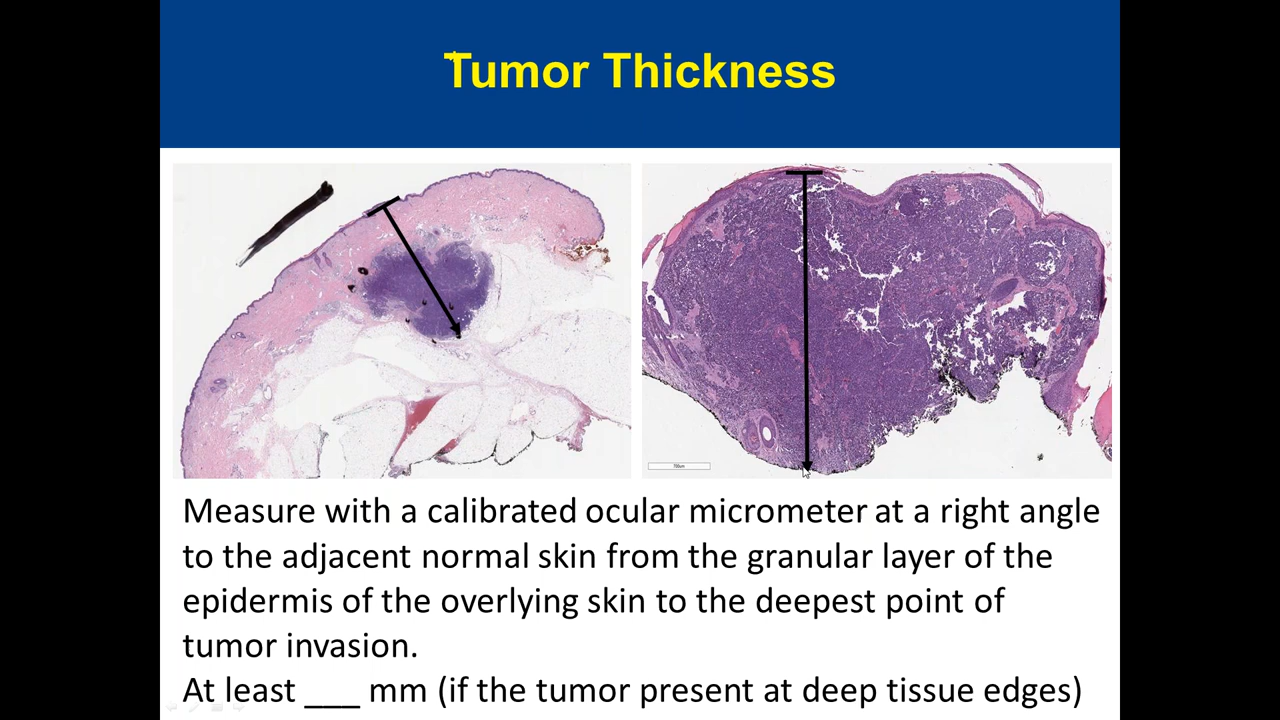 Tumor Thickness
700um
Measure with a calibrated ocular micrometer at a right angle
to the adjacent normal skin from the granular layer of the
epidermis of the overlying skin to the deepest point of
tumor invasion.
At least ___ mm (if the tumor present at deep tissue edges)